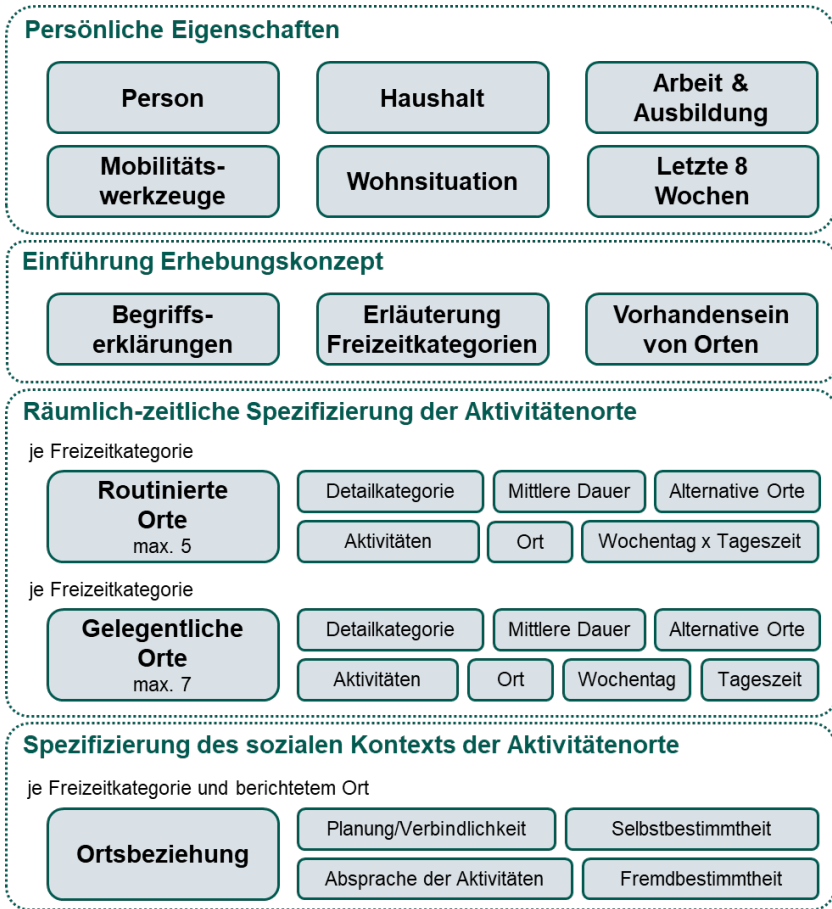 Persönliche Eigenschaften
Person
Haushalt
Arbeit &
Ausbildung
Mobilitäts-
werkzeuge
Wohnsituation
Letzte 8
Wochen
Einführung Erhebungskonzept
Begriffs-
erklärungen
Erläuterung
Freizeitkategorien
Vorhandensein
von Orten
Räumlich-zeitliche Spezifizierung der Aktivitätenorte
je Freizeitkategorie
Routinierte
Orte
max. 5
Detailkategorie
Mittlere Dauer
Alternative Orte
Aktivitäten
Ort
Wochentag x Tageszeit
je Freizeitkategorie
Gelegentliche
Orte
max. 7
Detailkategorie
Mittlere Dauer
Alternative Orte
Aktivitäten
Ort
Wochentag
Tageszeit
Spezifizierung des sozialen Kontexts der Aktivitätenorte
je Freizeitkategorie und berichtetem Ort
Ortsbeziehung
Planung/Verbindlichkeit
Selbstbestimmtheit
Absprache der Aktivitäten
Fremdbestimmtheit